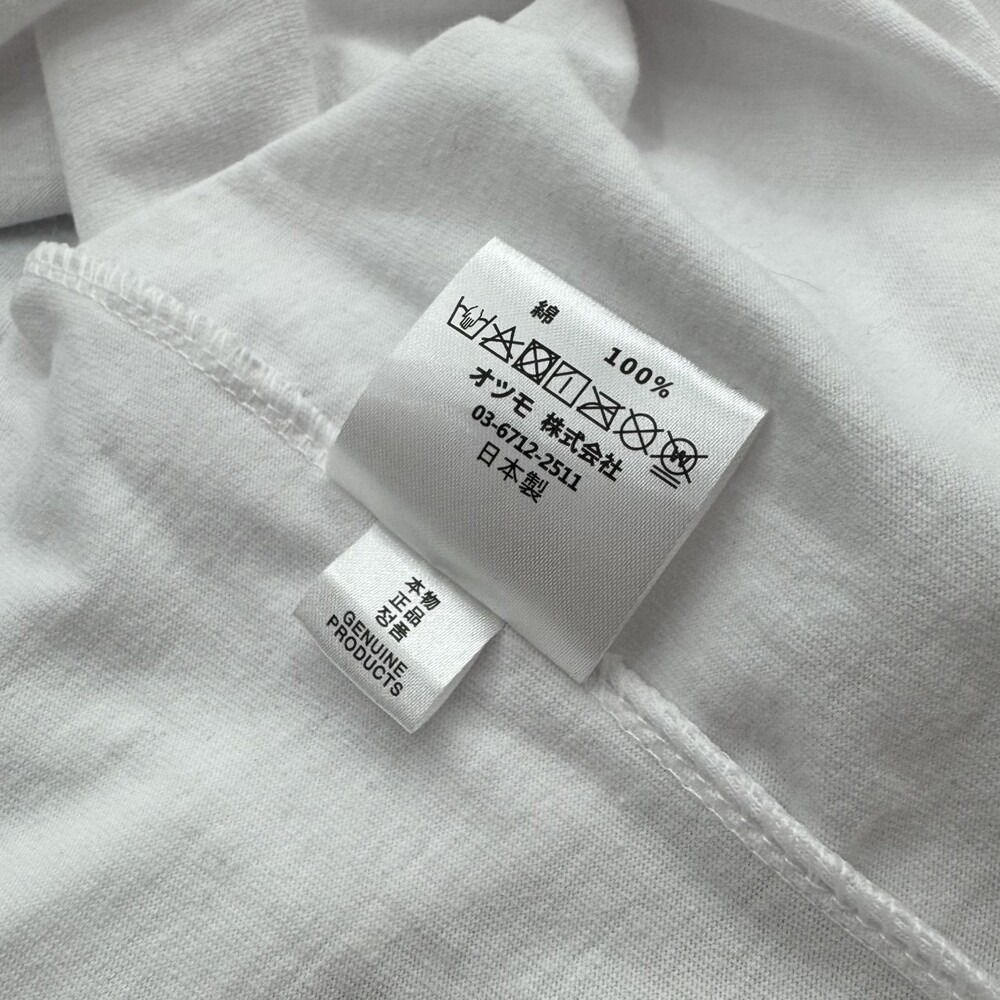 綿 100%
オツモ 株式会社
03-6712-2511
日本製
本物
正品
정품
GENUINE
PRODUCTS